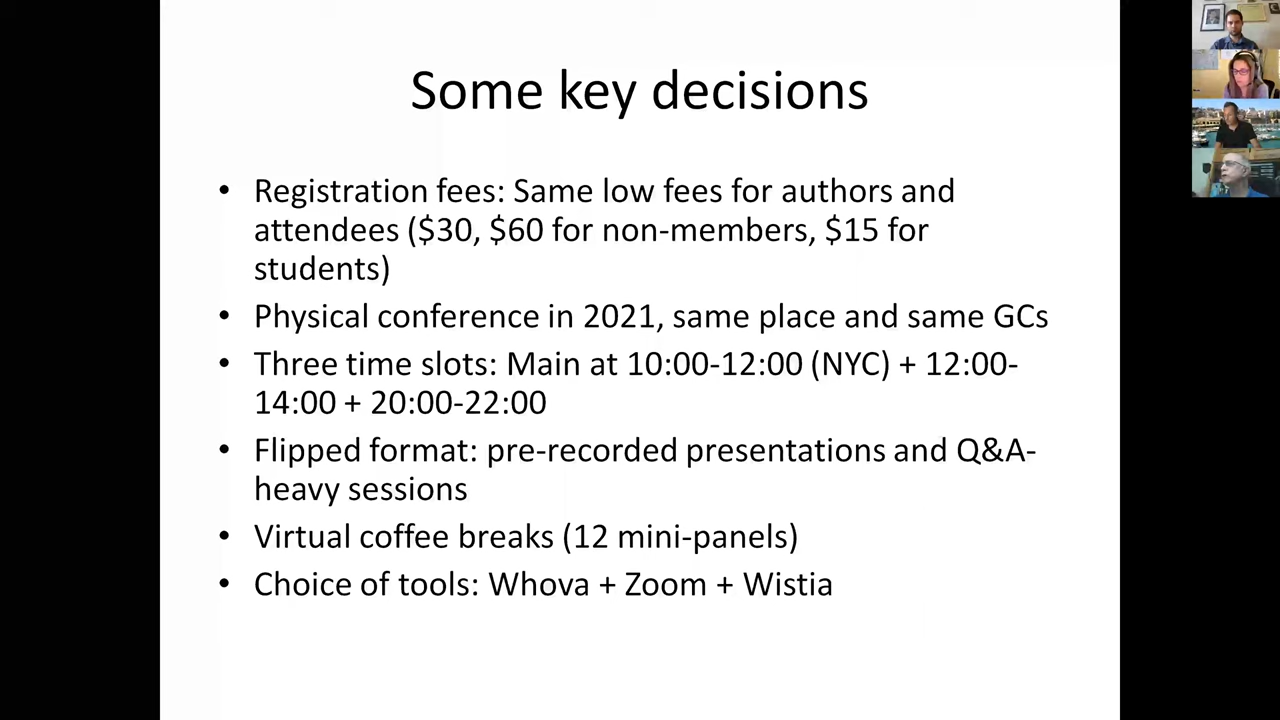 Some key decisions
• Registration fees: Same low fees for authors and
attendees ($30, $60 for non-members, $15 for
students)
• Physical conference in 2021, same place and same GCs
• Three time slots: Main at 10:00-12:00 (NYC) + 12:00-
14:00 + 20:00-22:00
• Flipped format: pre-recorded presentations and Q&A-
heavy sessions
• Virtual coffee breaks (12 mini-panels)
• Choice of tools: Whova + Zoom + Wistia